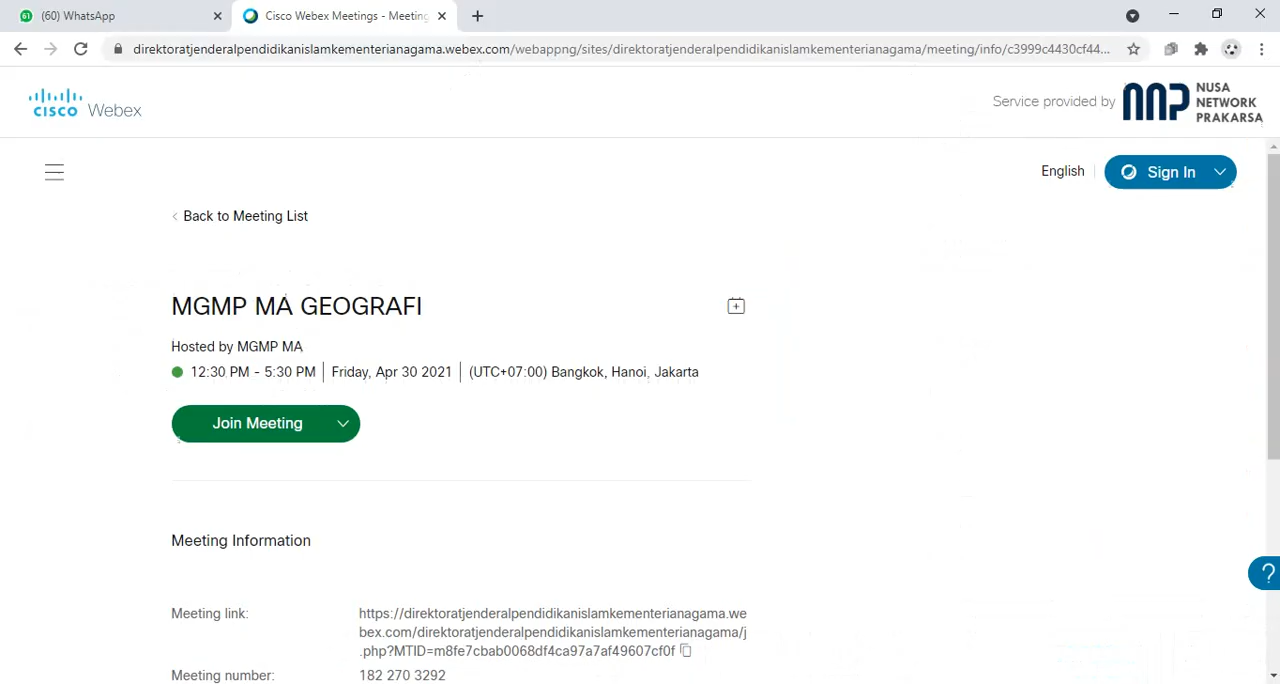 (60) WhatsApp
Cisco Webex Meetings - Meeting
direktoratjenderalpendidikanislamkementerianagama.webex.com/webappng/sites/direktoratjenderalpendidikanislamkementerianagama/meeting/info/c3999c4430cf44...
CISCO Webex
Service provided by
NUSA
NETWORK
PRAKARSA
English
Sign In
Back to Meeting List
MGMP MA GEOGRAFI
Hosted by MGMP MA
12:30 PM - 5:30 PM | Friday, Apr 30 2021 | (UTC+07:00) Bangkok, Hanoi, Jakarta
Join Meeting
Meeting Information
Meeting link:
https://direktoratjenderalpendidikanislamkementerianagama.we
bex.com/direktoratjenderalpendidikanislamkementerianagama/j
.php?MTID=m8fe7cbab0068df4ca97a7af49607cf0f
?
Meeting number:
182 270 3292